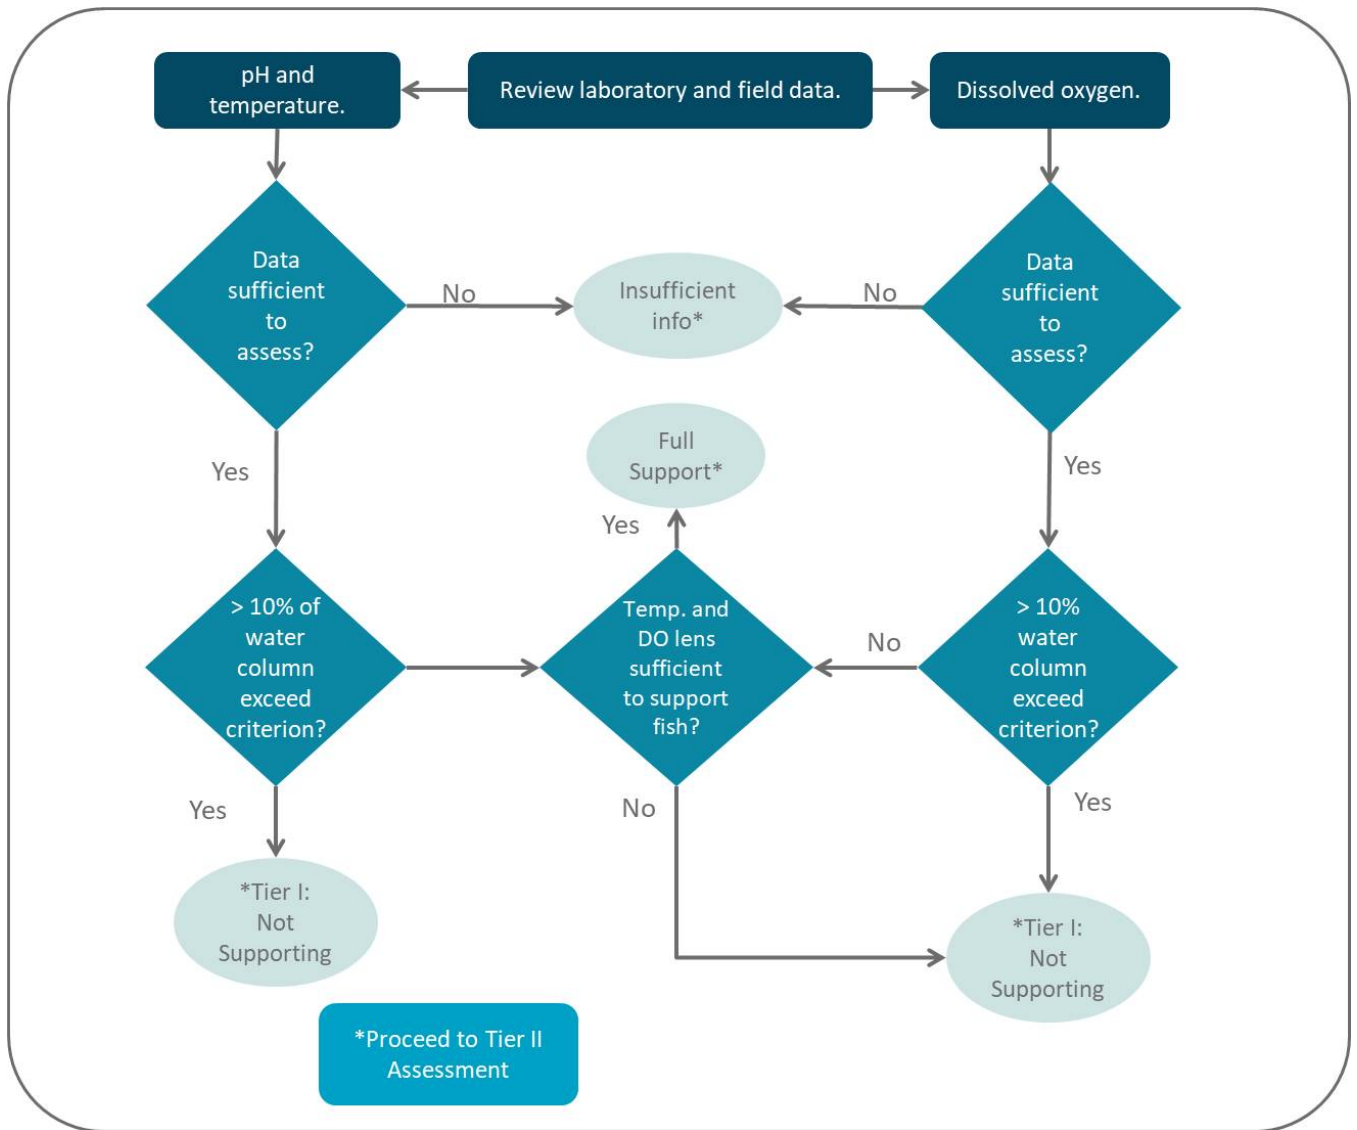 pH and
temperature.
Review laboratory and field data.
Dissolved oxygen.
Data
sufficient
to
assess?
No
Insufficient
info*
No
Data
sufficient
to
assess?
Yes
Full
Support*
Yes
Yes
> 10% of
water
column
exceed
criterion?
Temp. and
DO lens
sufficient
to support
fish?
No
> 10%
water
column
exceed
criterion?
Yes
No
Yes
*Tier I:
Not
Supporting
*Tier I:
Not
Supporting
*Proceed to Tier II
Assessment